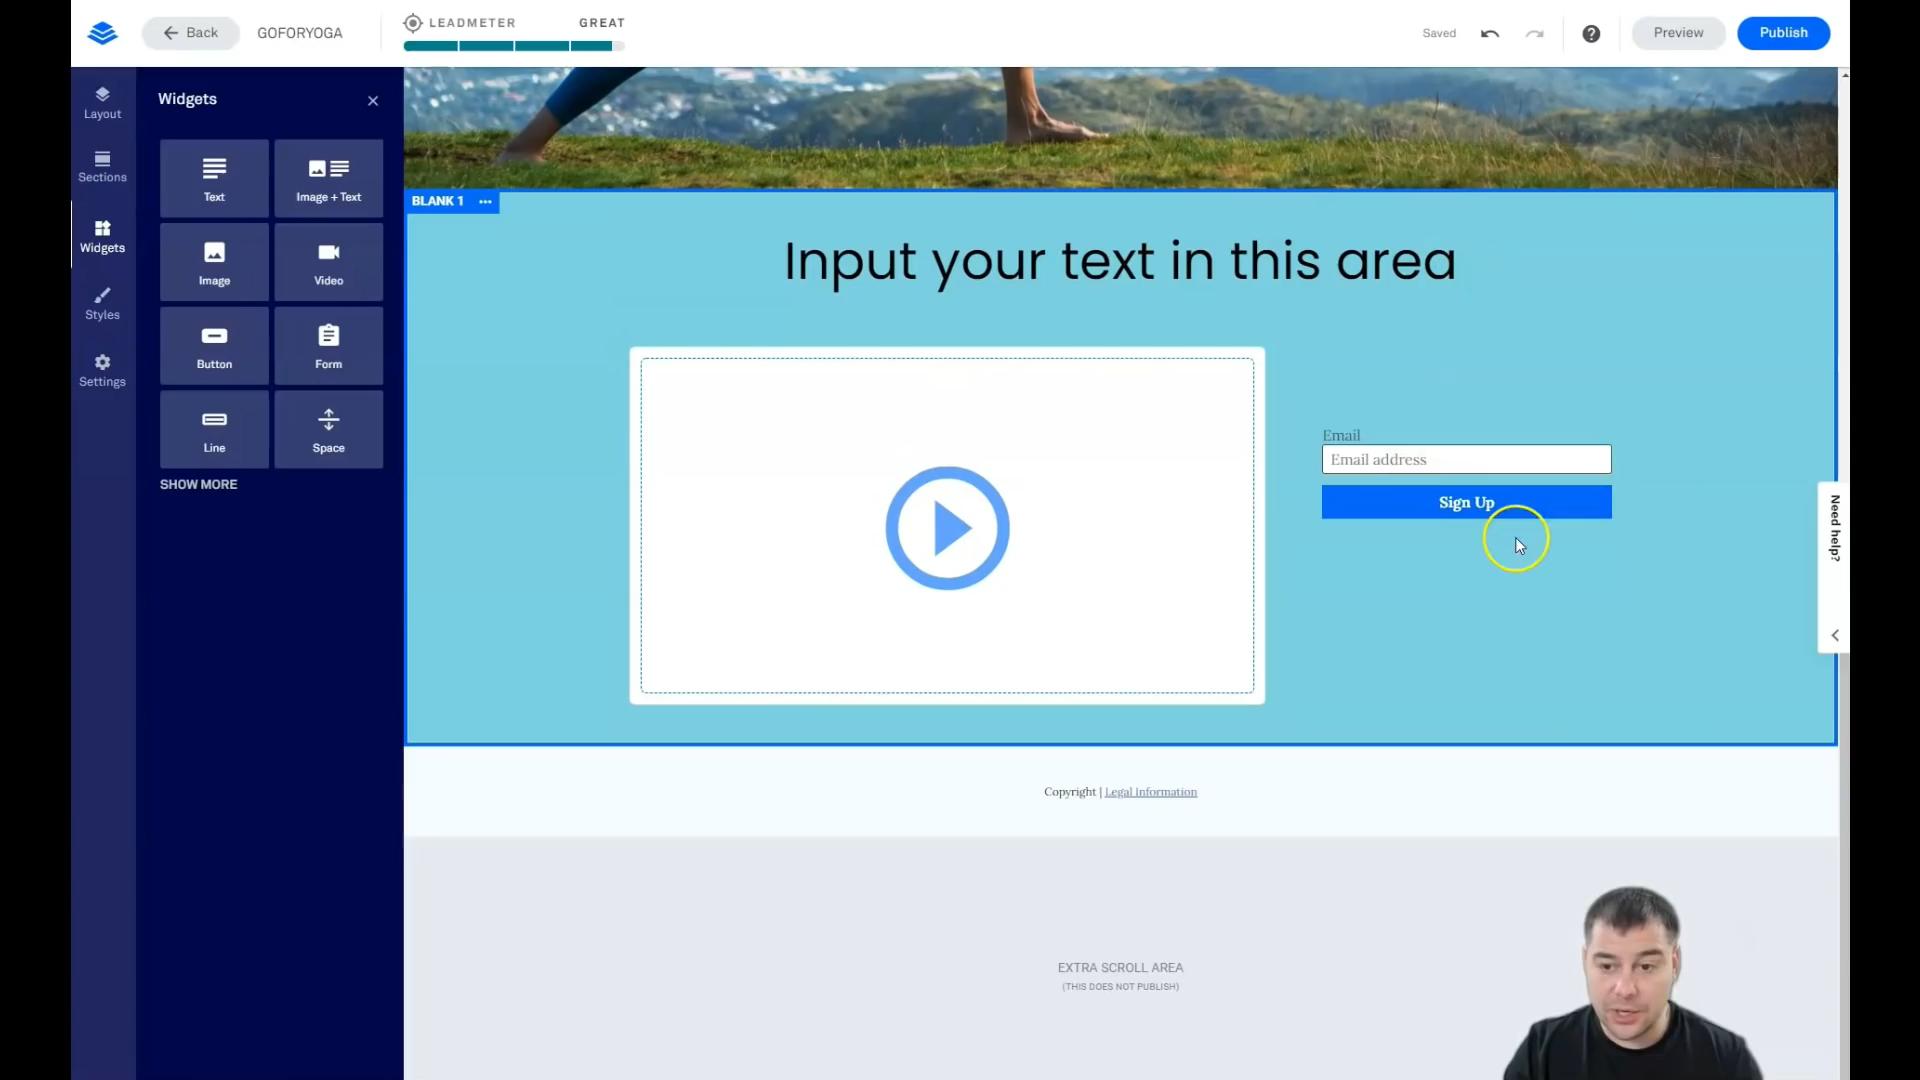 Back
GOFORYOGA
LEADMETER GREAT
Saved
Preview
Publish
Layout
Sections
Widgets
Styles
Settings
Widgets
Text
Image + Text
Image
Video
Button
Form
Line
Space
SHOW MORE
BLANK 1
Input your text in this area
Email
Email address
Sign Up
Need help?
Copyright | Legal Information
EXTRA SCROLL AREA
(THIS DOES NOT PUBLISH)